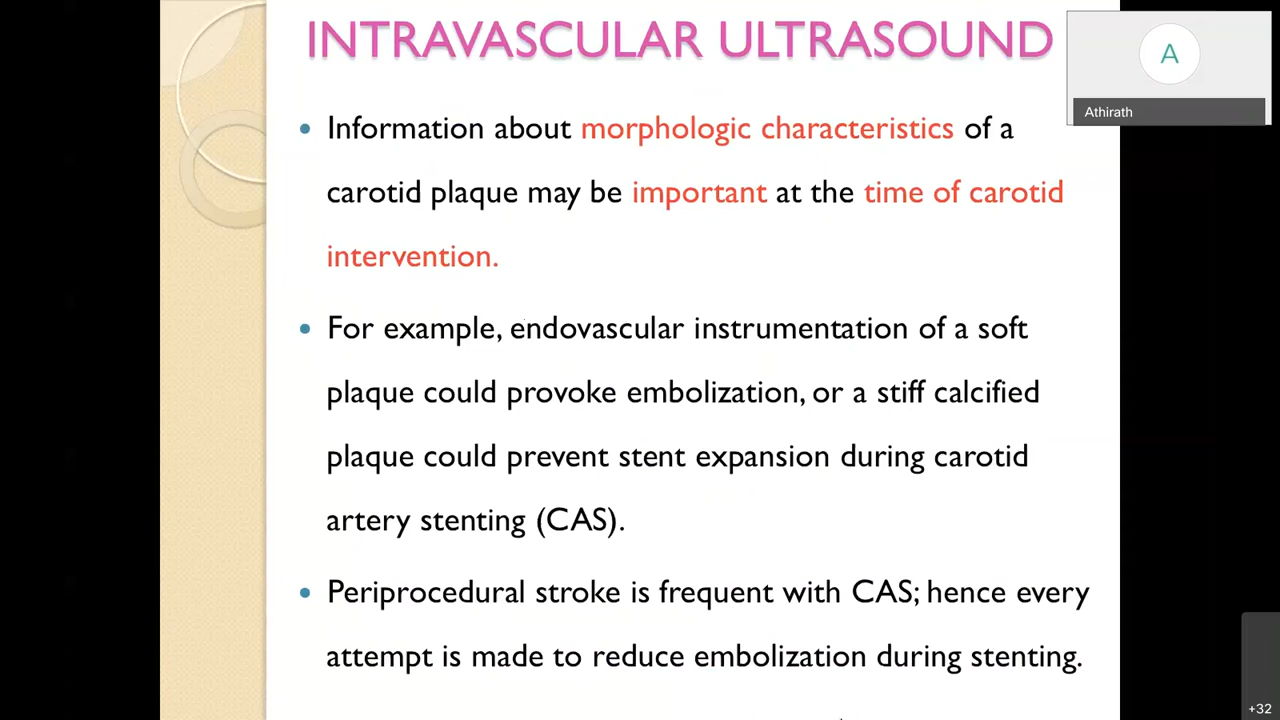 INTRAVASCULAR ULTRASOUND
A
Athirath
• Information about morphologic characteristics of a
carotid plaque may be important at the time of carotid
intervention.
• For example, endovascular instrumentation of a soft
plaque could provoke embolization, or a stiff calcified
plaque could prevent stent expansion during carotid
artery stenting (CAS).
• Periprocedural stroke is frequent with CAS; hence every
attempt is made to reduce embolization during stenting.
+32